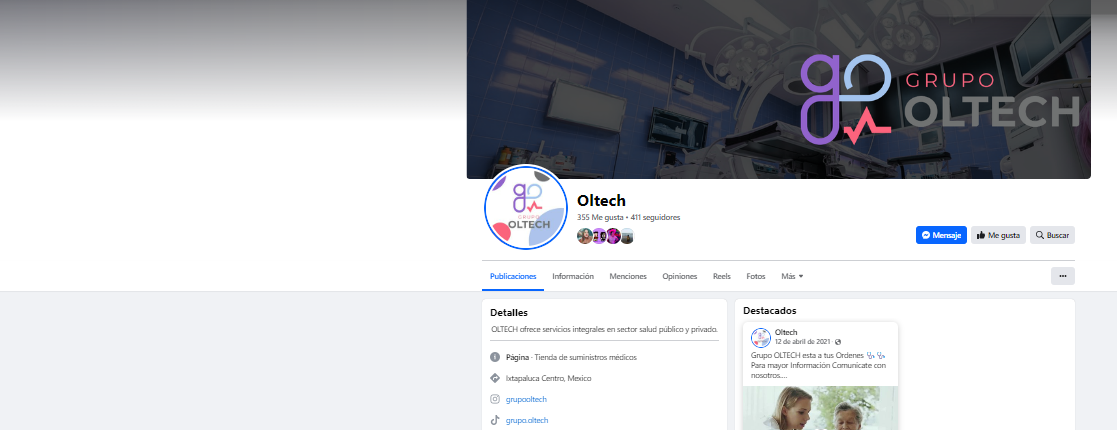 GRUPO
OLTECH
GRUPO
OLTECH
Oltech
355 Me gusta • 411 seguidores
Mensaje
Me gusta
Buscar
Publicaciones
Información
Menciones
Opiniones
Reels
Fotos
Más
Detalles
OLTECH ofrece servicios integrales en sector salud público y privado.
Página · Tienda de suministros médicos
Ixtapaluca Centro, Mexico
grupooltech
grupo.oltech
Destacados
Oltech
12 de abril de 2021
Grupo OLTECH esta a tus Ordenes 🩺 🩺
Para mayor Información Comunicate con
nosotros....